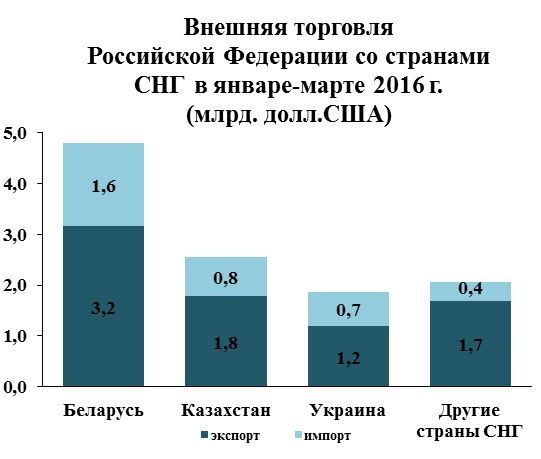 Внешняя торговля
Российской Федерации со странами
СНГ в январе-марте 2016 г.
(млрд. долл.США)
5,0
4,0
3,0
2,0
1,0
0,0
1,6
3,2
0,8
1,8
0,7
1,2
0,4
1,7
Беларусь
Казахстан
Украина
Другие
страны СНГ
экспорт
импорт